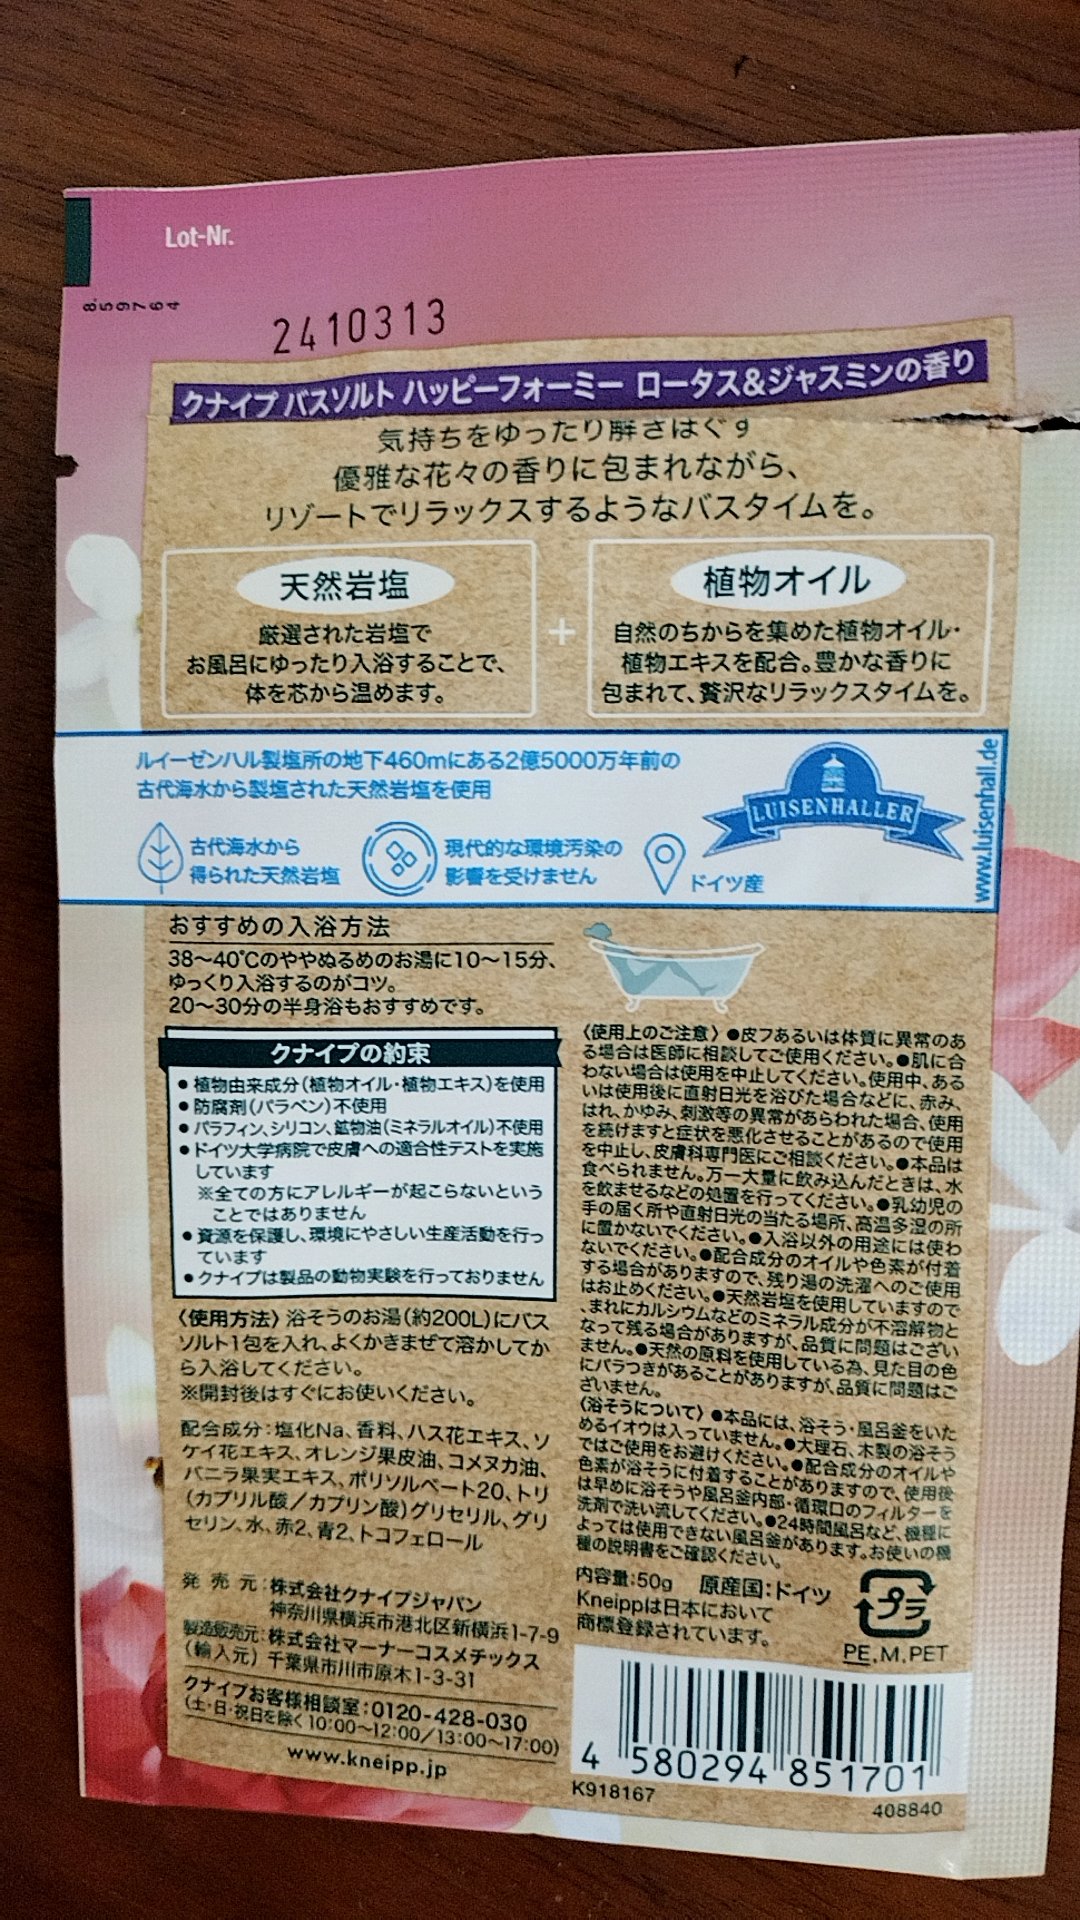 Lot-Nr.
859764
2410313
クナイプ バスソルト ハッピーフォーミー ロータス&ジャスミンの香り
気持ちをゆったり解きほぐす
優雅な花々の香りに包まれながら、
リゾートでリラックスするようなバスタイムを。
天然岩塩
厳選された岩塩で
お風呂にゆったり入浴することで、
体を芯から温めます。
+
植物オイル
自然のちからを集めた植物オイル・
植物エキスを配合。豊かな香りに
包まれて、贅沢なリラックスタイムを。
ルイーゼンハル製塩所の地下460mにある2億5000万年前の
古代海水から製塩された天然岩塩を使用
古代海水から
得られた天然岩塩
現代的な環境汚染の
影響を受けません
ドイツ産
LUISENHALLER
www.luisenhall.de
おすすめの入浴方法
38〜40℃のややぬるめのお湯に10〜15分、
ゆっくり入浴するのがコツ。
20〜30分の半身浴もおすすめです。
クナイプの約束
●植物由来成分(植物オイル・植物エキス)を使用
●防腐剤(パラベン)不使用
●パラフィン、シリコン、鉱物油(ミネラルオイル)不使用
●ドイツ大学病院で皮膚への適合性テストを実施
しています
※全ての方にアレルギーが起こらないという
ことではありません
●資源を保護し、環境にやさしい生産活動を行っ
ています
●クナイプは製品の動物実験を行っておりません
〈使用方法〉浴そうのお湯(約200L)にバス
ソルト1包を入れ、よくかきまぜて溶かしてか
ら入浴してください。
※開封後はすぐにお使いください。
配合成分:塩化Na、香料、ハス花エキス、ソ
ケイ花エキス、オレンジ果皮油、コメヌカ油、
バニラ果実エキス、ポリソルベート20、トリ
(カプリル酸/カプリン酸)グリセリル、グリ
セリン、水、赤2、青2、トコフェロール
発売元:株式会社クナイプジャパン
神奈川県横浜市港北区新横浜1-7-9
製造販売元:株式会社マーナーコスメチックス
(輸入元) 千葉県市川市原木1-3-31
クナイプお客様相談室:0120-428-030
(土・日・祝日を除く10:00〜12:00/13:00〜17:00)
www.kneipp.jp
〈使用上のご注意〉●皮フあるいは体質に異常のあ
る場合は医師に相談してご使用ください。●肌に合
わない場合は使用を中止してください。使用中、ある
いは使用後に直射日光を浴びた場合などに、赤み、
はれ、かゆみ、刺激等の異常があらわれた場合、使用
を続けますと症状を悪化させることがあるので使用
を中止し、皮膚科専門医にご相談ください。●本品は
食べられません。万一大量に飲み込んだときは、水
を飲ませるなどの処置を行ってください。●乳幼児の
手の届く所や直射日光の当たる場所、高温多湿の所
に置かないでください。●入浴以外の用途には使わ
ないでください。●配合成分のオイルや色素が付着
する場合がありますので、残り湯の洗濯へのご使用
はお止めください。●天然岩塩を使用していますので
、まれにカルシウムなどのミネラル成分が不溶解物と
なって残る場合がありますが、品質に問題はござい
ません。●天然の原料を使用している為、見た目の色
にバラつきがあることがありますが、品質に問題はご
ざいません。
〈浴そうについて〉●本品には、浴そう・風呂釜をいた
めるイオウは入っていません。●大理石、木製の浴そう
ではご使用をお避けください。●配合成分のオイルや
色素が浴そうに付着することがありますので、使用後
は早めに浴そうや風呂釜内部・循環口のフィルターを
洗剤で洗い流してください。●24時間風呂など、機種に
よっては使用できない風呂釜があります。お使いの機
種の説明書をご確認ください。
内容量:50g 原産国:ドイツ
Kneippは日本において
商標登録されています。
プラ
PE,M,PET
4 580294 851701
K918167
408840